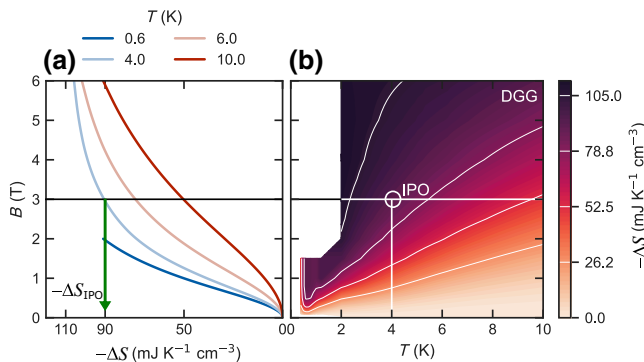 T (K)
0.6 6.0
4.0 10.0
(a) (b)
6 5 4 3 2 1 0
B (T)
−ΔS_IPO
110 90 50 0
−ΔS (mJ K⁻¹ cm⁻³)
DGG
IPO
0 2 4 6 8 10
T (K)
105.0
78.8
52.5
26.2
0.0
−ΔS (mJ K⁻¹ cm⁻³)